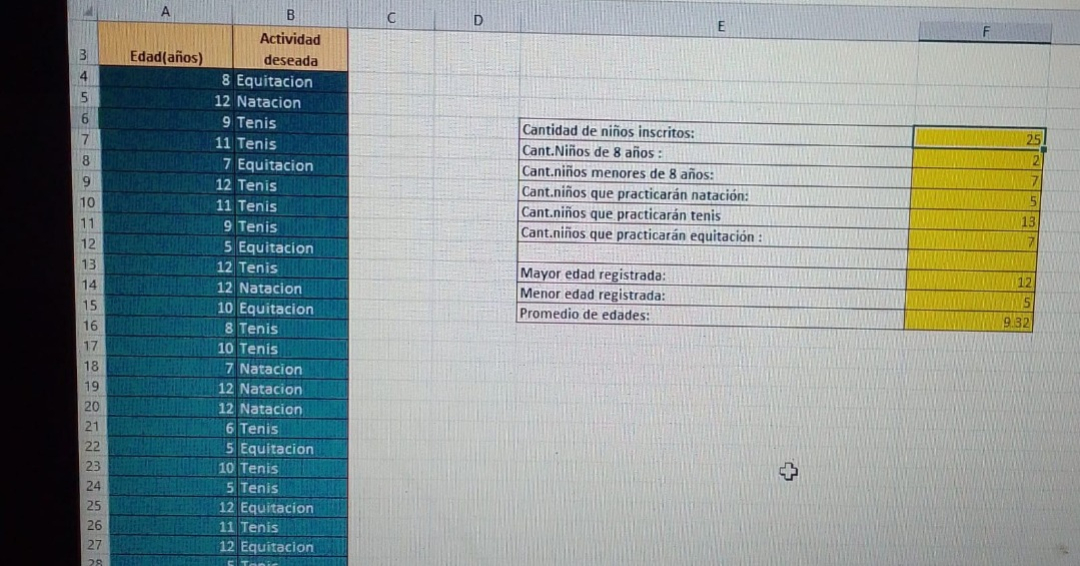 A B C D E F
3 Edad(años) Actividad deseada
4 8 Equitacion
5 12 Natacion
6 9 Tenis
7 11 Tenis
8 7 Equitacion
9 12 Tenis
10 11 Tenis
11 9 Tenis
12 5 Equitacion
13 12 Tenis
14 12 Natacion
15 10 Equitacion
16 8 Tenis
17 10 Tenis
18 7 Natacion
19 12 Natacion
20 12 Natacion
21 6 Tenis
22 5 Equitacion
23 10 Tenis
24 5 Tenis
25 12 Equitacion
26 11 Tenis
27 12 Equitacion
28 Tenis
Cantidad de niños inscritos: 25
Cant.Niños de 8 años : 2
Cant.niños menores de 8 años: 7
Cant.niños que practicarán natación: 5
Cant.niños que practicarán tenis 13
Cant.niños que practicarán equitación : 7
Mayor edad registrada: 12
Menor edad registrada: 5
Promedio de edades: 9.32